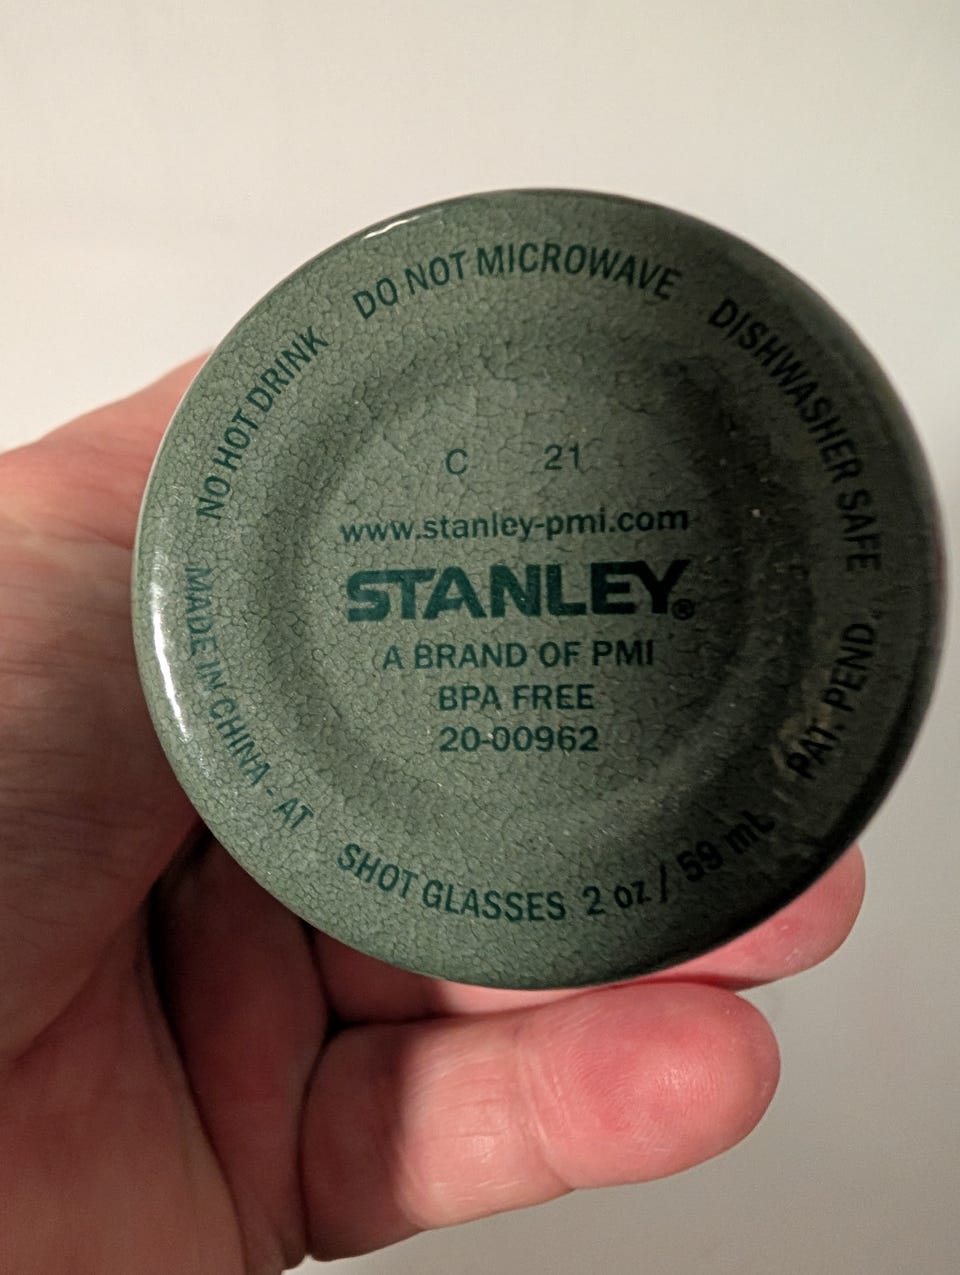 NO HOT DRINK
DO NOT MICROWAVE
DISHWASHER SAFE
C 21
www.stanley-pmi.com
STANLEY®
A BRAND OF PMI
BPA FREE
20-00962
MADE IN CHINA - AT
SHOT GLASSES 2 oz / 59 mL / PAT. PEND.